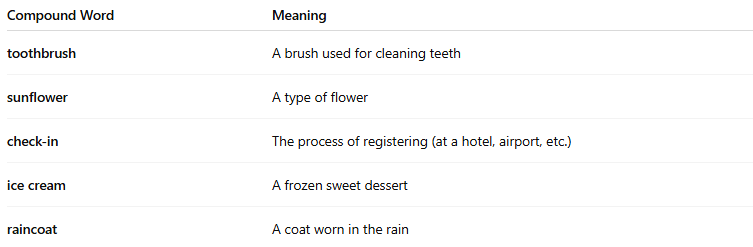 Compound Word Meaning
toothbrush A brush used for cleaning teeth
sunflower A type of flower
check-in The process of registering (at a hotel, airport, etc.)
ice cream A frozen sweet dessert
raincoat A coat worn in the rain